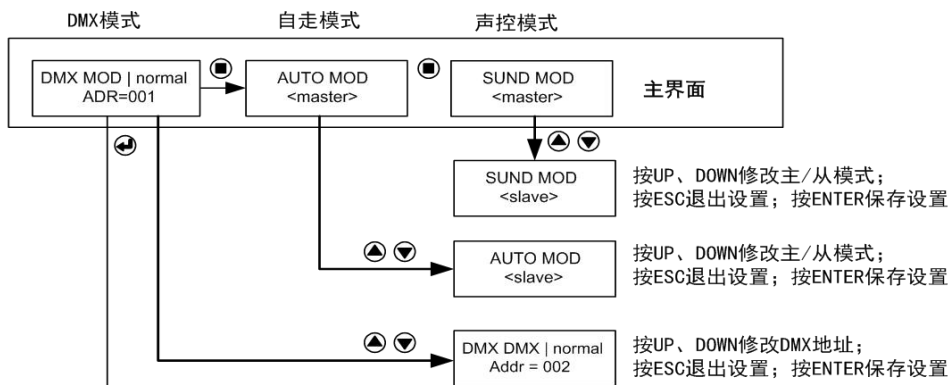 DMX模式
自走模式
声控模式
DMX MOD | normal
ADR=001
AUTO MOD
<master>
SUND MOD
<master>
主界面
SUND MOD
<slave>
按UP、DOWN修改主/从模式;
按ESC退出设置;按ENTER保存设置
AUTO MOD
<slave>
按UP、DOWN修改主/从模式;
按ESC退出设置;按ENTER保存设置
DMX DMX | normal
Addr = 002
按UP、DOWN修改DMX地址;
按ESC退出设置;按ENTER保存设置